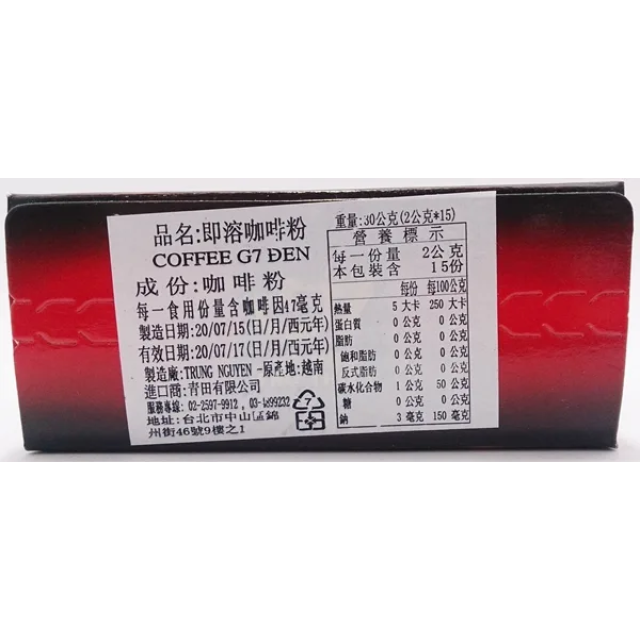 品名:即溶咖啡粉
COFFEE G7 ĐEN
成份:咖啡粉
每一食用份量含咖啡因47毫克
製造日期:20/07/15(日/月/西元年)
有效日期:20/07/17(日/月/西元年)
製造廠:TRUNG NGUYEN -原產地:越南
進口商:青田有限公司
服務專線: 02-2597-9912 , 03- 99232
地址: 台北市中山區錦
州街46號9樓之1
7
重量:30公克(2公克*15)
營養標示
每一份量 2公克
本包裝含 15份
每份 每100公克
熱量 5 大卡 250 大卡
蛋白質 0 公克 0 公克
脂肪 0 公克 0 公克
飽和脂肪 0 公克 0 公克
反式脂肪 0 公克 0 公克
碳水化合物 1 公克 50 公克
糖 0 公克 0 公克
鈉 3 毫克 150 毫克